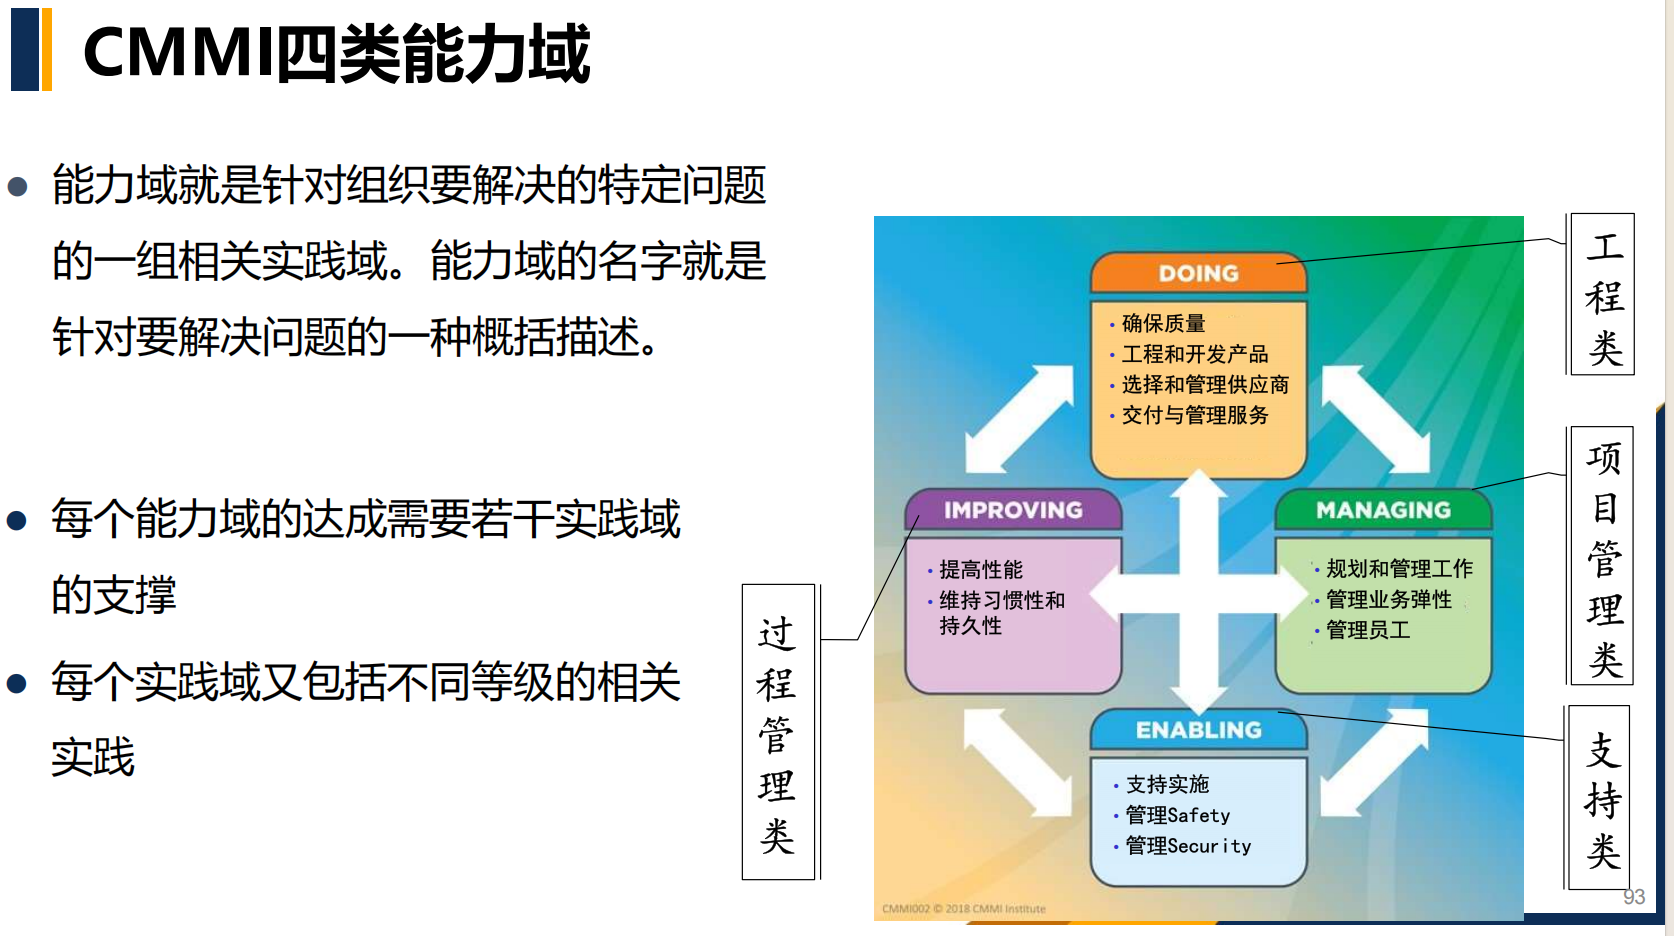 CMMI四类能力域
● 能力域就是针对组织要解决的特定问题
的一组相关实践域。能力域的名字就是
针对要解决问题的一种概括描述。
● 每个能力域的达成需要若干实践域
的支撑
● 每个实践域又包括不同等级的相关
实践
DOING
• 确保质量
• 工程和开发产品
• 选择和管理供应商
• 交付与管理服务
IMPROVING
• 提高性能
• 维持习惯性和
持久性
MANAGING
• 规划和管理工作
• 管理业务弹性
• 管理员工
ENABLING
• 支持实施
• 管理Safety
• 管理Security
工程类
项目管理类
支持类
过程管理类
CMMI002 © 2018 CMMI Institute
93